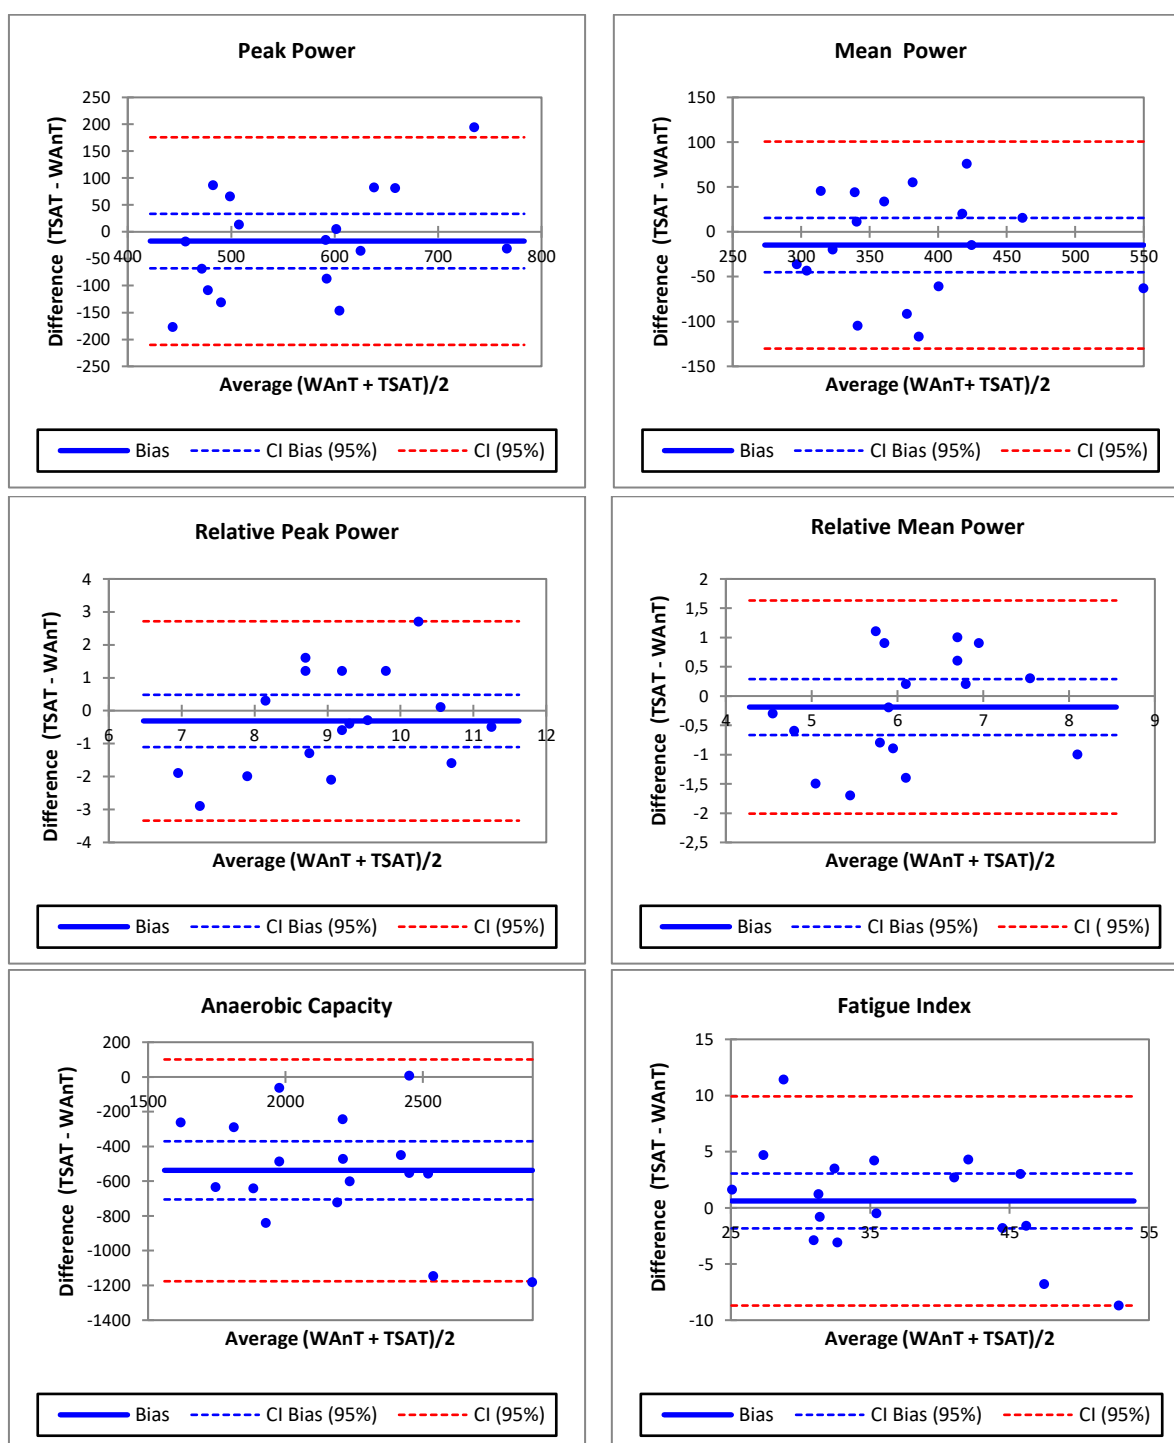 Peak Power
Difference (TSAT - WAnT)
250
200
150
100
50
0
-50
-100
-150
-200
-250
400 500 600 700 800
Average (WAnT + TSAT)/2
Bias CI Bias (95%) CI (95%)
Mean Power
Difference (TSAT - WAnT)
150
100
50
0
-50
-100
-150
250 300 350 400 450 500 550
Average (WAnT+ TSAT)/2
Bias CI Bias (95%) CI (95%)
Relative Peak Power
Difference (TSAT - WAnT)
4
3
2
1
0
-1
-2
-3
-4
6 7 8 9 10 11 12
Average (WAnT + TSAT)/2
Bias CI Bias (95%) CI (95%)
Relative Mean Power
Difference (TSAT - WAnT)
2
1,5
1
0,5
0
-0,5
-1
-1,5
-2
-2,5
4 5 6 7 8 9
Average (WAnT + TSAT)/2
Bias CI Bias (95%) CI ( 95%)
Anaerobic Capacity
Difference (TSAT - WAnT)
200
0
-200
-400
-600
-800
-1000
-1200
-1400
1500 2000 2500
Average (WAnT + TSAT)/2
Bias CI Bias (95%) CI (95%)
Fatigue Index
Difference (TSAT - WAnT)
15
10
5
0
-5
-10
25 35 45 55
Average (WAnT + TSAT)/2
Bias CI Bias (95%) CI (95%)